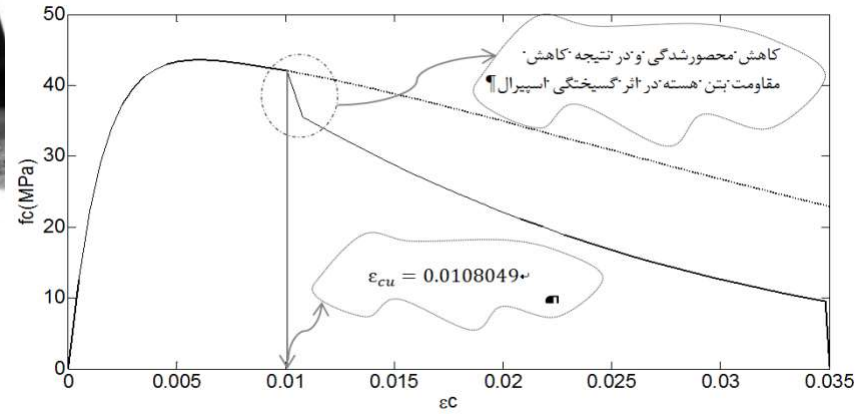 50
40
30
20
10
0
fc(MPa)
کاهش محصورشدگی و در نتیجه کاهش
مقاومت بتن هسته در اثر گسیختگی اسپیرال¶
ε_cu = 0.0108049↵
¶
0 0.005 0.01 0.015 0.02 0.025 0.03 0.035
εc